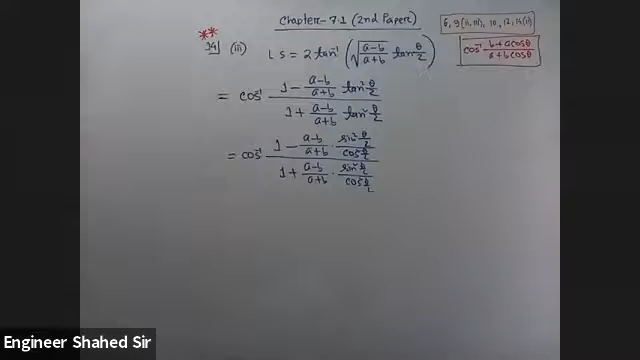 Chapter-7.1 (2nd Paper)
6, 9(ii, iii), 10, 12, 14(ii)
** 14 (iii) LS = 2 tan⁻¹ (√((a-b)/(a+b)) tan θ/2)
cos⁻¹ (b+a cosθ)/(a+b cosθ)
= cos⁻¹ (1 - (a-b)/(a+b) tan² θ/2)/(1 + (a-b)/(a+b) tan² θ/2)
= cos⁻¹ (1 - (a-b)/(a+b) · (sin² θ/2)/(cos² θ/2))/(1 + (a-b)/(a+b) · (sin² θ/2)/(cos² θ/2))
Engineer Shahed Sir